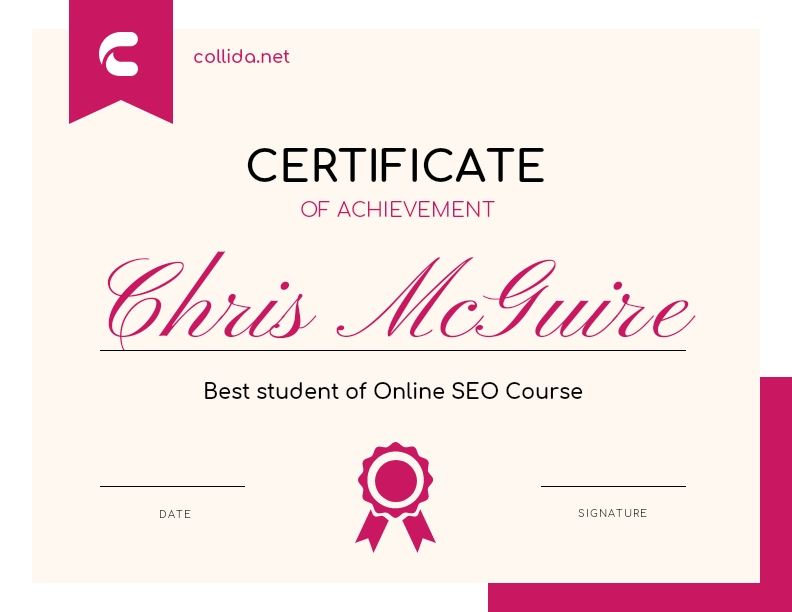 collida.net
CERTIFICATE
OF ACHIEVEMENT
Chris McGuire
Best student of Online SEO Course
DATE
SIGNATURE